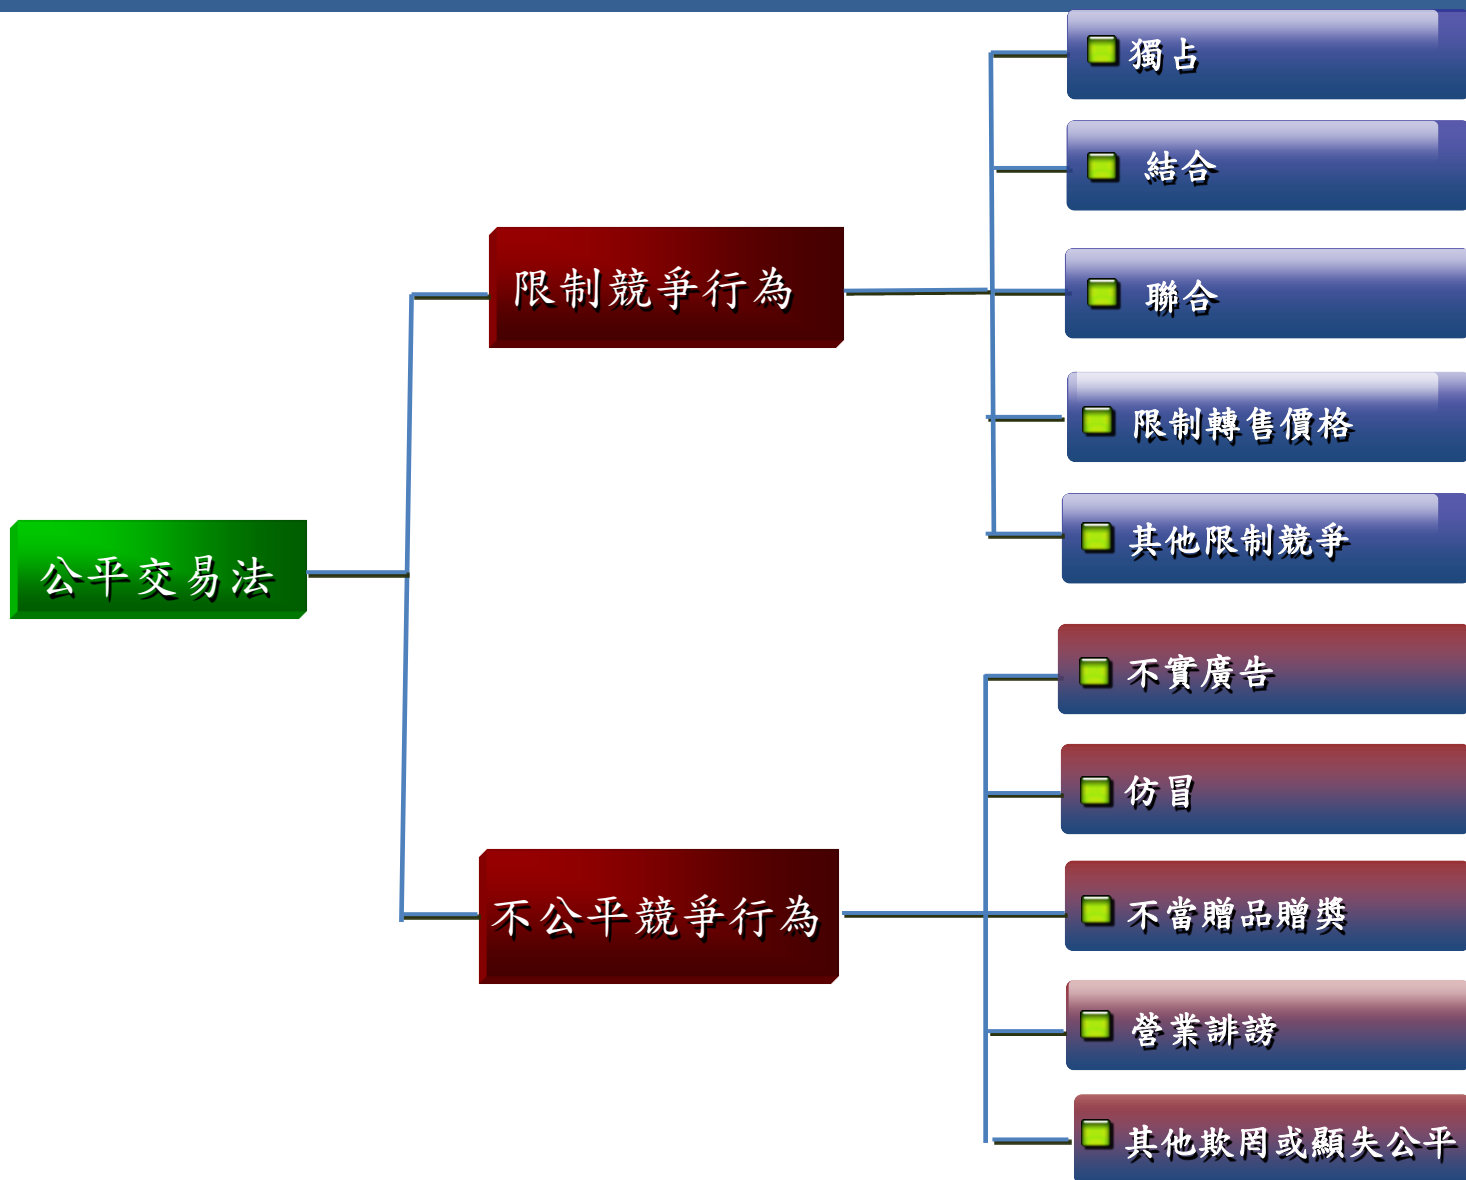 公平交易法
限制競爭行為
獨占
結合
聯合
限制轉售價格
其他限制競爭
不公平競爭行為
不實廣告
仿冒
不當贈品贈獎
營業誹謗
其他欺罔或顯失公平